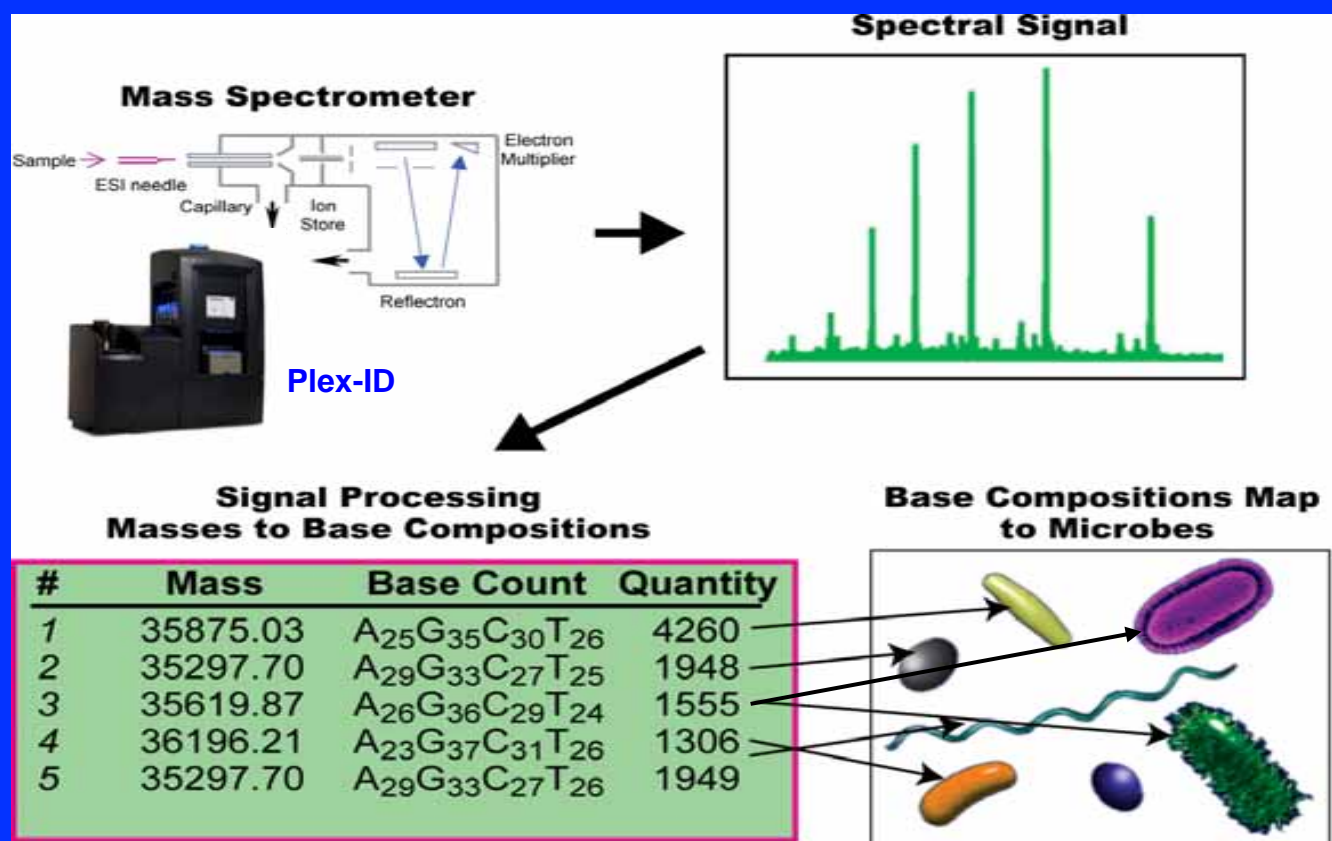 Spectral Signal
Mass Spectrometer
Sample
ESI needle
Capillary
Ion
Store
Electron
Multiplier
Reflectron
Plex-ID
Signal Processing
Masses to Base Compositions
# Mass Base Count Quantity
1 35875.03 A25G35C30T26 4260
2 35297.70 A29G33C27T25 1948
3 35619.87 A26G36C29T24 1555
4 36196.21 A23G37C31T26 1306
5 35297.70 A29G33C27T26 1949
Base Compositions Map
to Microbes